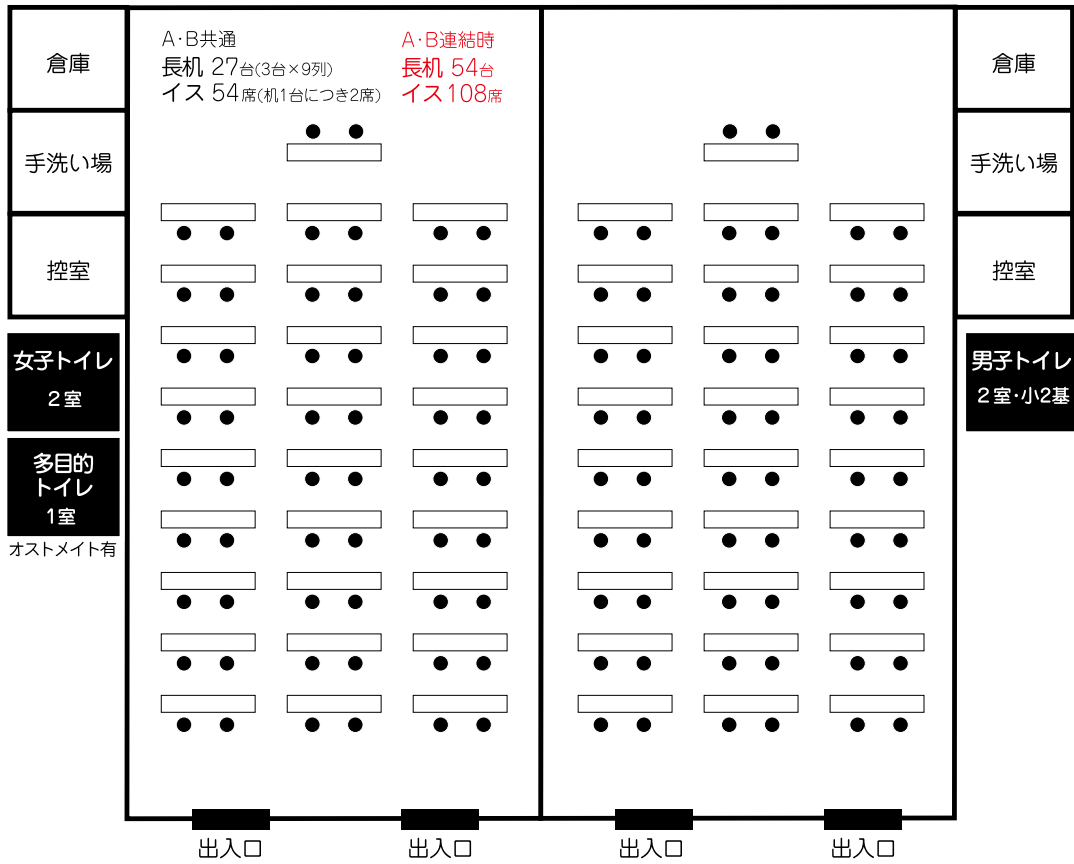 A·B共通
長机 27台(3台×9列)
イス 54席(机1台につき2席)
A·B連結時
長机 54台
イス 108席
倉庫
手洗い場
控室
女子トイレ
2室
多目的
トイレ
1室
オストメイト有
倉庫
手洗い場
控室
男子トイレ
2室·小2基
出入口
出入口
出入口
出入口